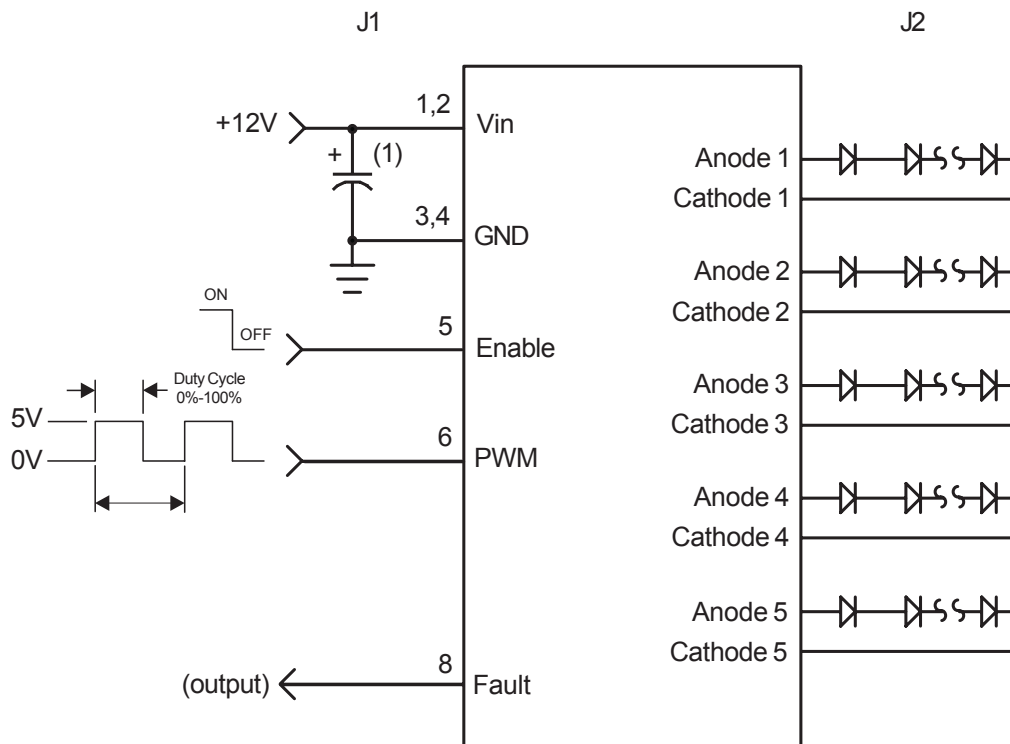 J1
J2
1,2
+12V
Vin
+
(1)
Anode 1
Cathode 1
3,4
GND
Anode 2
Cathode 2
ON
OFF
5
Enable
Duty Cycle
0%-100%
Anode 3
Cathode 3
5V
0V
6
PWM
Anode 4
Cathode 4
Anode 5
Cathode 5
8
(output)
Fault